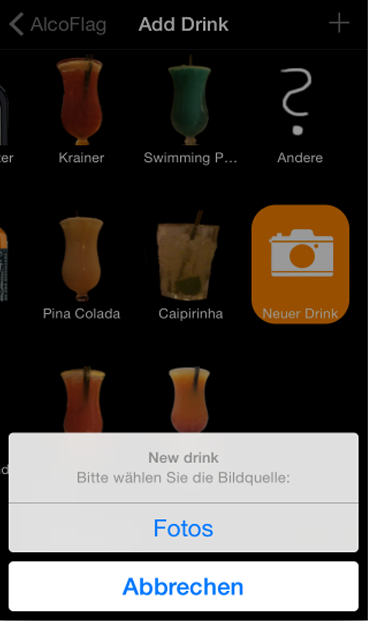 AlcoFlag
Add Drink
ter
Krainer
Swimming P...
Andere
Pina Colada
Caipirinha
Neuer Drink
d
New drink
Bitte wählen Sie die Bildquelle:
Fotos
Abbrechen